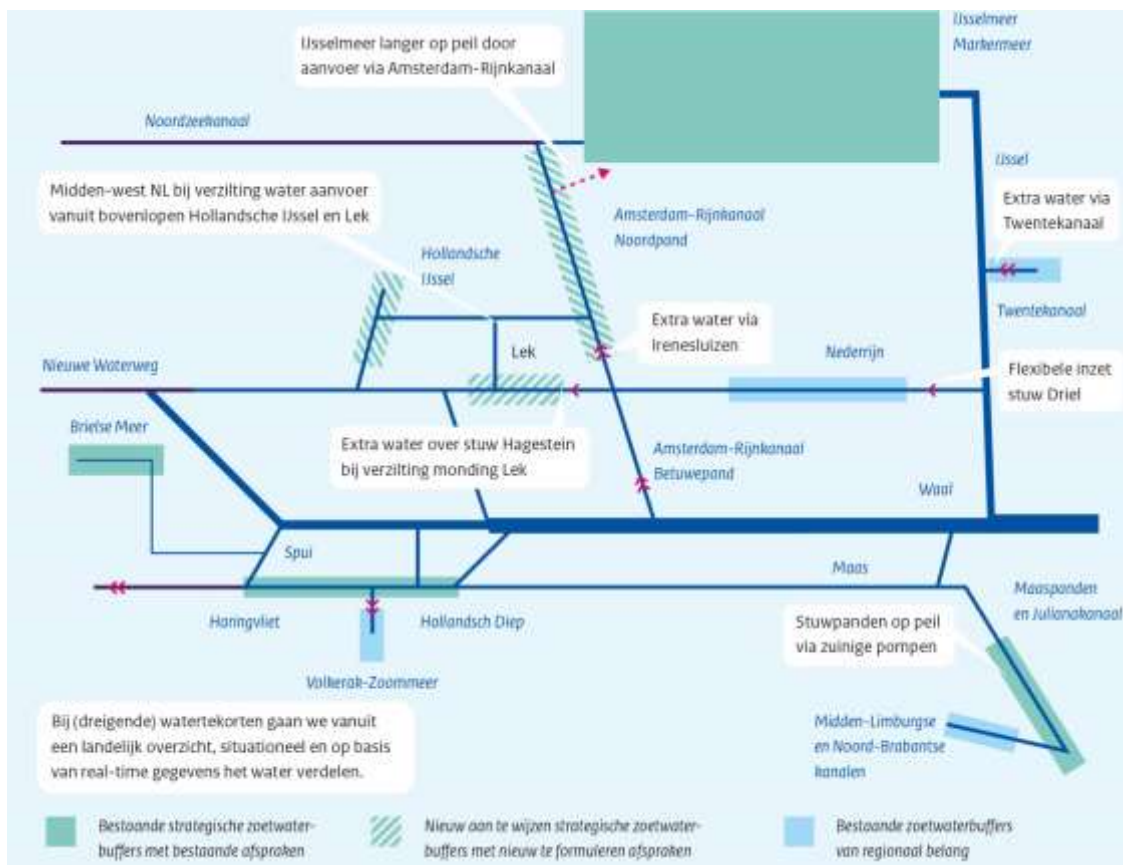 IJsselmeer
Markermeer
IJsselmeer langer op peil door
aanvoer via Amsterdam-Rijnkanaal
Noordzeekanaal
IJssel
Midden-west NL bij verzilting water aanvoer
vanuit bovenlopen Hollandsche IJssel en Lek
Extra water via
Twentekanaal
Amsterdam-Rijnkanaal
Noordpand
Hollandsche
IJssel
Twentekanaal
Extra water via
Irenesluizen
Lek
Nederrijn
Nieuwe Waterweg
Flexibele inzet
stuw Driel
Brielse Meer
Extra water over stuw Hagestein
bij verzilting monding Lek
Amsterdam-Rijnkanaal
Betuwepand
Waal
Spui
Maas
Maaspanden
en Julianakanaal
Haringvliet
Hollandsch Diep
Stuwpanden op peil
via zuinige pompen
Volkerak-Zoommeer
Bij (dreigende) watertekorten gaan we vanuit
een landelijk overzicht, situationeel en op basis
van real-time gegevens het water verdelen.
Midden-Limburgse
en Noord-Brabantse
kanalen
Bestaande strategische zoetwater-
buffers met bestaande afspraken
Nieuw aan te wijzen strategische zoetwater-
buffers met nieuw te formuleren afspraken
Bestaande zoetwaterbuffers
van regionaal belang